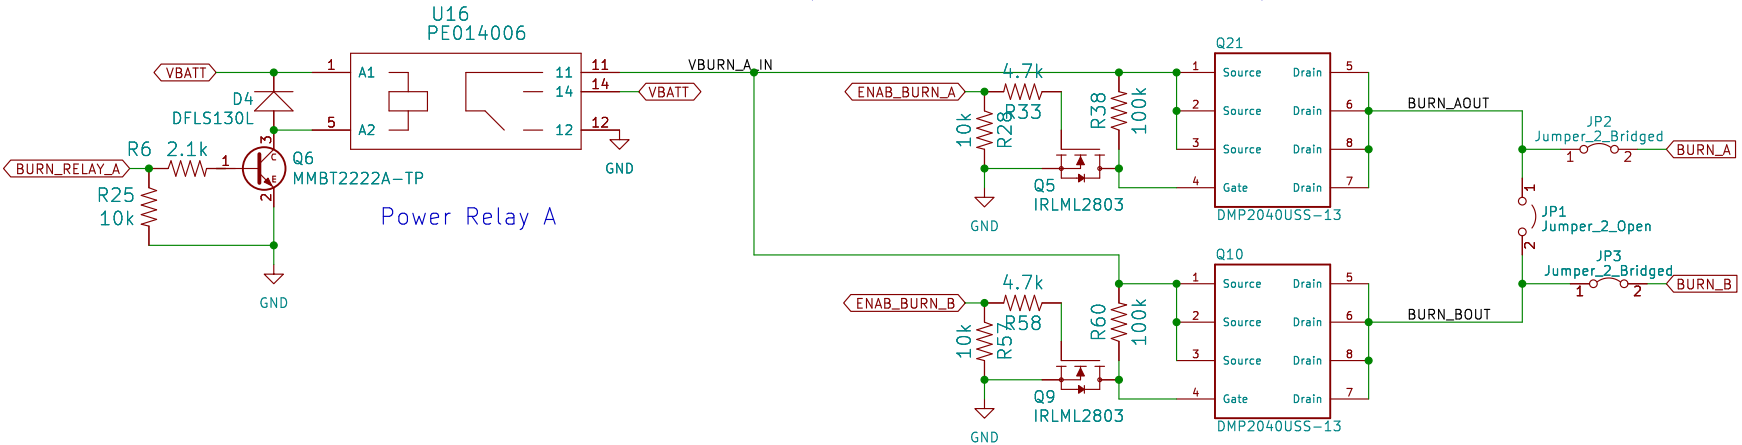 U16
PE014006
VBATT
1
A1
11
11
VBURN_A_IN
14
14
VBATT
D4
DFLS130L
5
A2
12
12
GND
3
C
R6
2.1k
1
Q6
MMBT2222A-TP
E
2
BURN_RELAY_A
R25
10k
GND
Power Relay A
ENAB_BURN_A
4.7k
R33
10k
R28
R38
100k
Q5
IRLML2803
GND
Q21
1
Source
Drain
5
2
Source
Drain
6
3
Source
Drain
8
4
Gate
Drain
7
DMP2040USS-13
BURN_AOUT
JP2
Jumper_2_Bridged
1
2
BURN_A
1
JP1
Jumper_2_Open
2
ENAB_BURN_B
4.7k
R58
10k
R57
R60
100k
Q9
IRLML2803
GND
Q10
1
Source
Drain
5
2
Source
Drain
6
3
Source
Drain
8
4
Gate
Drain
7
DMP2040USS-13
BURN_BOUT
JP3
Jumper_2_Bridged
1
2
BURN_B